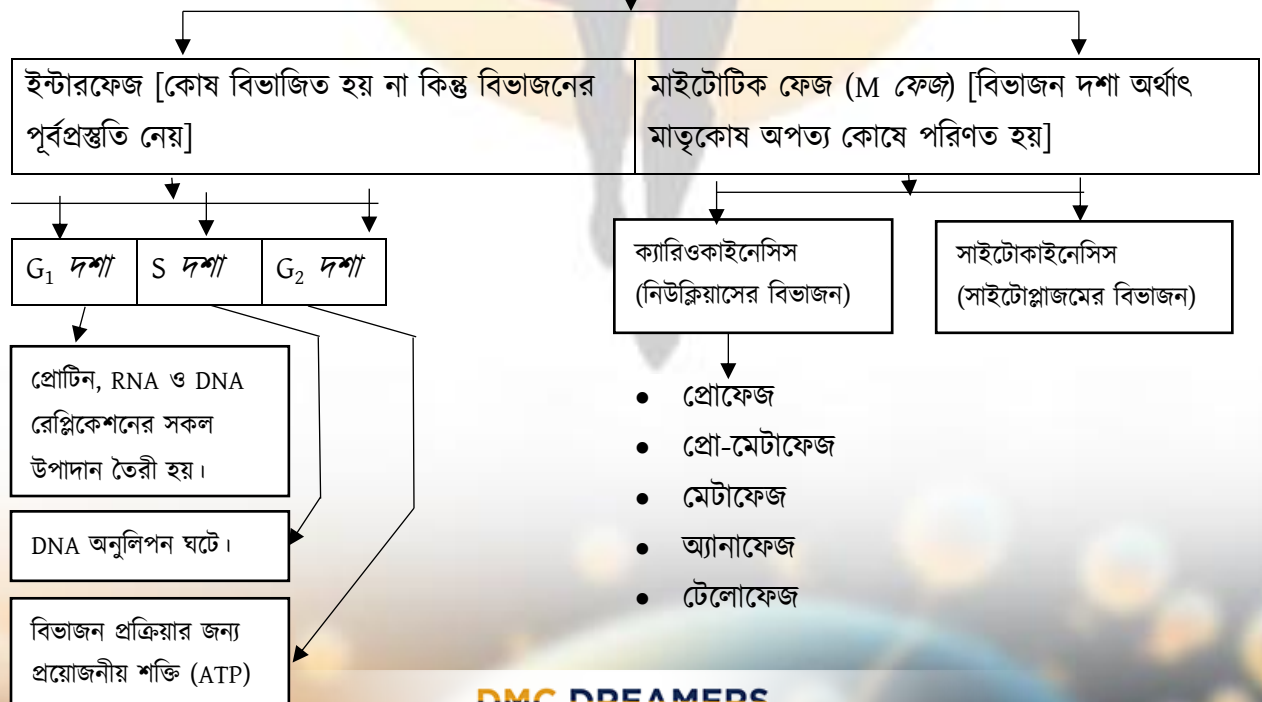 ইন্টারফেজ [কোষ বিভাজিত হয় না কিন্তু বিভাজনের
পূর্বপ্রস্তুতি নেয়]
মাইটোটিক ফেজ (M ফেজ) [বিভাজন দশা অর্থাৎ
মাতৃকোষ অপত্য কোষে পরিণত হয়]
G₁ দশা
S দশা
G₂ দশা
ক্যারিওকাইনেসিস
(নিউক্লিয়াসের বিভাজন)
সাইটোকাইনেসিস
(সাইটোপ্লাজমের বিভাজন)
প্রোটিন, RNA ও DNA
রেপ্লিকেশনের সকল
উপাদান তৈরী হয়।
DNA অনুলিপন ঘটে।
বিভাজন প্রক্রিয়ার জন্য
প্রয়োজনীয় শক্তি (ATP)
• প্রোফেজ
• প্রো-মেটাফেজ
• মেটাফেজ
• অ্যানাফেজ
• টেলোফেজ
DMC DREAMERS